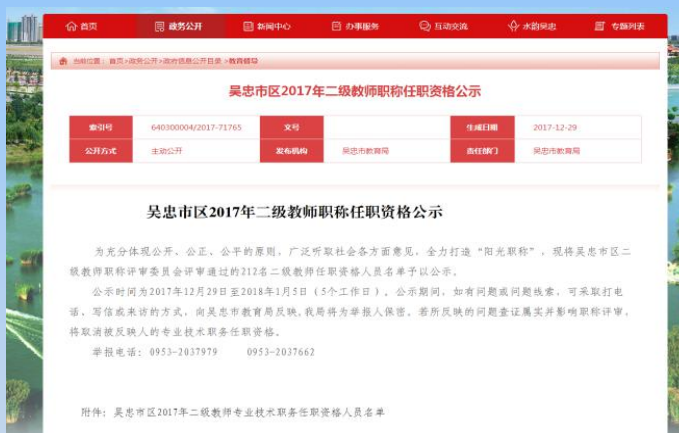 首页 政务公开 新闻中心 办事服务 互动交流 水韵吴忠 专题列表
当前位置：首页>政务公开>政府信息公开目录>教育督导
吴忠市区2017年二级教师职称任职资格公示
索引号 640300004/2017-71765 文号 生成日期 2017-12-29
公开方式 主动公开 发布机构 吴忠市教育局 责任部门 吴忠市教育局
吴忠市区2017年二级教师职称任职资格公示
为充分体现公开、公正、公平的原则，广泛听取社会各方面意见，全力打造“阳光职称”，现将吴忠市区二
级教师职称评审委员会评审通过的212名二级教师任职资格人员名单予以公示。
公示时间为2017年12月29日至2018年1月5日（5个工作日）。公示期间，如有问题或问题线索，可采取打电
话、写信或来访的方式，向吴忠市教育局反映，我局将为举报人保密。若所反映的问题查证属实并影响职称评审，
将取消被反映人的专业技术职务任职资格。
举报电话：0953-2037979 0953-2037662
附件：吴忠市区2017年二级教师专业技术职务任职资格人员名单